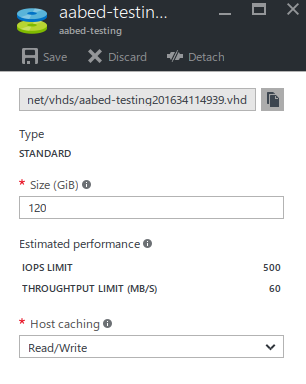 aabed-testin...
aabed-testing
Save Discard Detach
net/vhds/aabed-testing201634114939.vhd
Type
STANDARD
* Size (GiB)
120
Estimated performance
IOPS LIMIT 500
THROUGHTPUT LIMIT (MB/S) 60
* Host caching
Read/Write